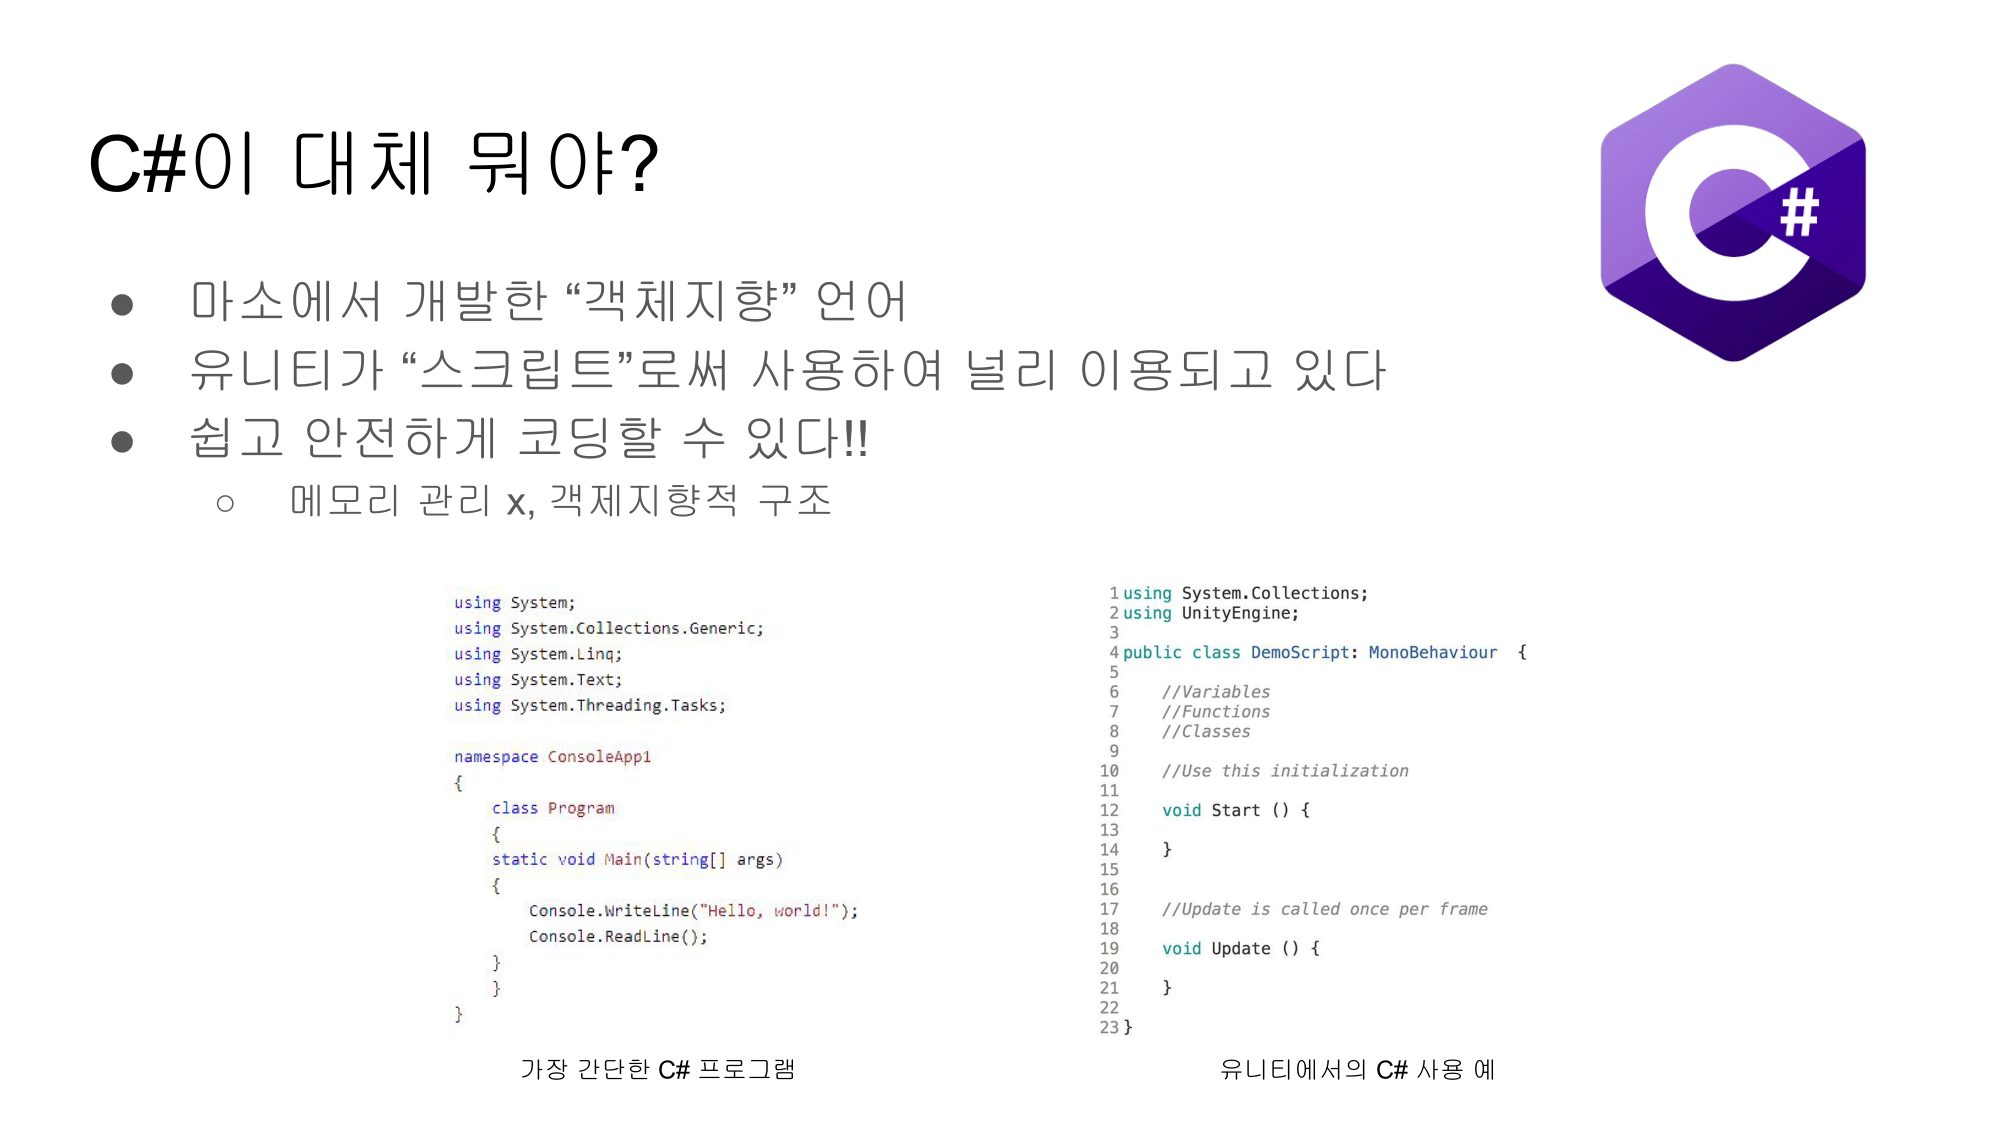 C#이 대체 뭐야?
C#
● 마소에서 개발한 “객체지향” 언어
● 유니티가 “스크립트”로써 사용하여 널리 이용되고 있다
● 쉽고 안전하게 코딩할 수 있다!!
○ 메모리 관리 x, 객제지향적 구조
using System;
using System.Collections.Generic;
using System.Linq;
using System.Text;
using System.Threading.Tasks;
namespace ConsoleApp1
{
class Program
{
static void Main(string[] args)
{
Console.WriteLine("Hello, world!");
Console.ReadLine();
}
}
}
가장 간단한 C# 프로그램
1 using System.Collections;
2 using UnityEngine;
3
4 public class DemoScript: MonoBehaviour {
5
6 //Variables
7 //Functions
8 //Classes
9
10 //Use this initialization
11
12 void Start () {
13
14 }
15
16
17 //Update is called once per frame
18
19 void Update () {
20
21 }
22
23 }
유니티에서의 C# 사용 예